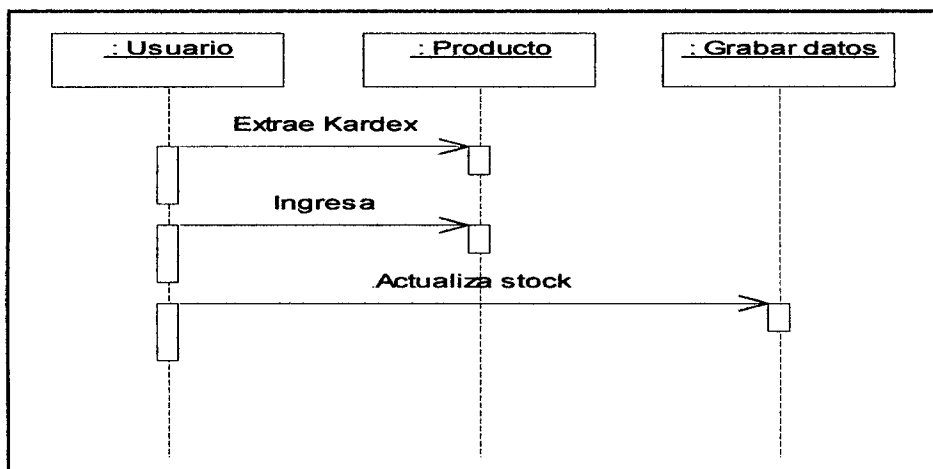 : Usuario
: Producto
: Grabar datos
Extrae Kardex
Ingresa
Actualiza stock